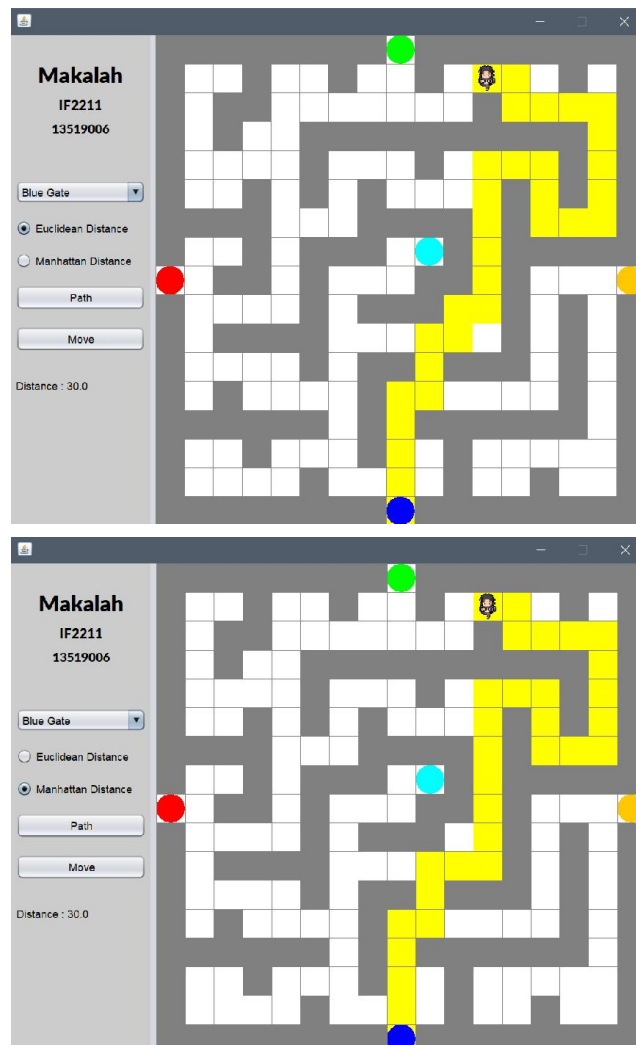 Makalah
IF2211
13519006
Blue Gate
Euclidean Distance
Manhattan Distance
Path
Move
Distance : 30.0
Makalah
IF2211
13519006
Blue Gate
Euclidean Distance
Manhattan Distance
Path
Move
Distance : 30.0